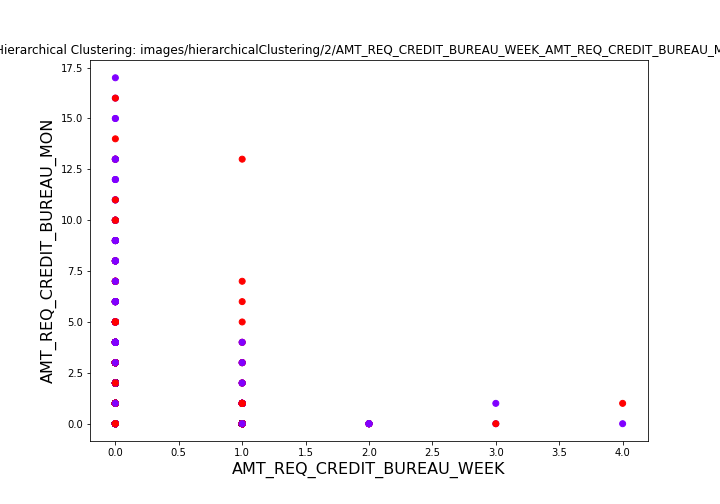 Hierarchical Clustering: images/hierarchicalClustering/2/AMT_REQ_CREDIT_BUREAU_WEEK_AMT_REQ_CREDIT_BUREAU_M
17.5
15.0
12.5
10.0
7.5
5.0
2.5
0.0
AMT_REQ_CREDIT_BUREAU_MON
0.0 0.5 1.0 1.5 2.0 2.5 3.0 3.5 4.0
AMT_REQ_CREDIT_BUREAU_WEEK